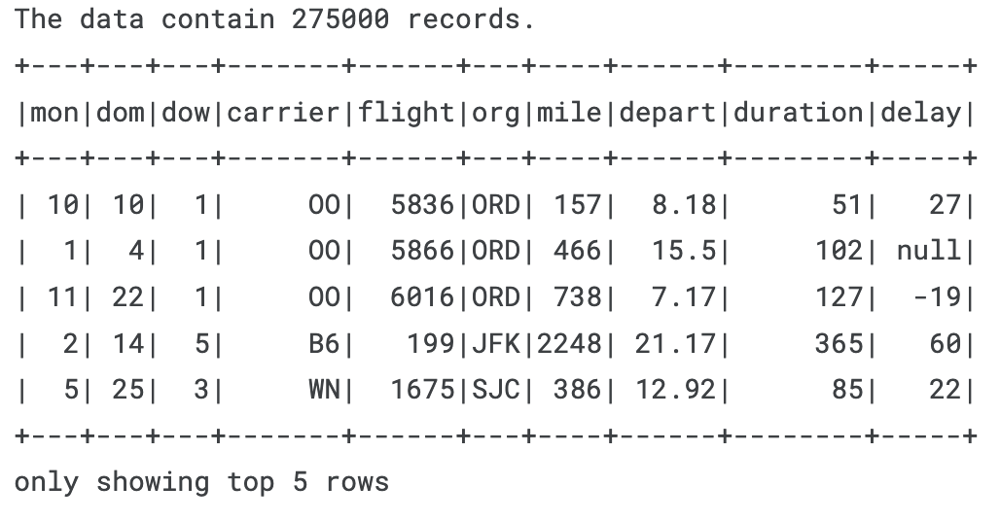 The data contain 275000 records.
+---+---+---+-------+------+---+----+------+--------+-----+
|mon|dom|dow|carrier|flight|org|mile|depart|duration|delay|
+---+---+---+-------+------+---+----+------+--------+-----+
| 10| 10|  1|     OO|  5836|ORD| 157|  8.18|      51|   27|
|  1|  4|  1|     OO|  5866|ORD| 466|  15.5|     102| null|
| 11| 22|  1|     OO|  6016|ORD| 738|  7.17|     127|  -19|
|  2| 14|  5|     B6|   199|JFK|2248| 21.17|     365|   60|
|  5| 25|  3|     WN|  1675|SJC| 386| 12.92|      85|   22|
+---+---+---+-------+------+---+----+------+--------+-----+
only showing top 5 rows